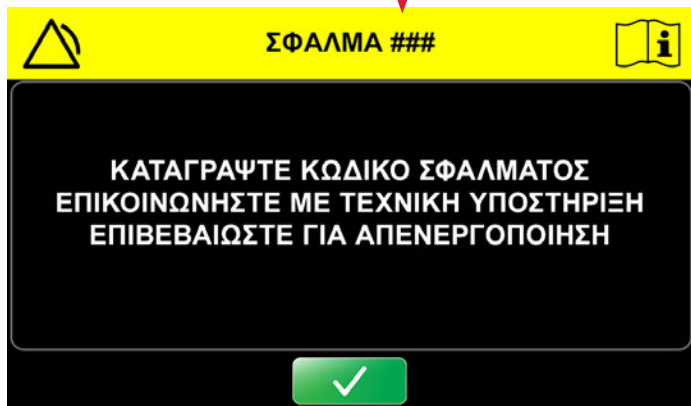 ΣΦΑΛΜΑ ###
ΚΑΤΑΓΡΑΨΤΕ ΚΩΔΙΚΟ ΣΦΑΛΜΑΤΟΣ
ΕΠΙΚΟΙΝΩΝΗΣΤΕ ΜΕ ΤΕΧΝΙΚΗ ΥΠΟΣΤΗΡΙΞΗ
ΕΠΙΒΕΒΑΙΩΣΤΕ ΓΙΑ ΑΠΕΝΕΡΓΟΠΟΙΗΣΗ